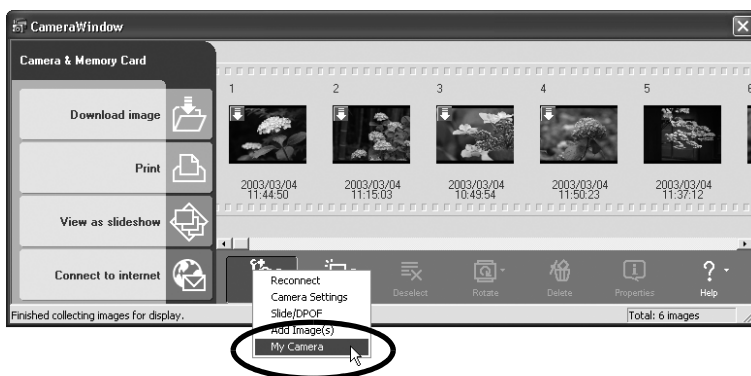 CameraWindow
Camera & Memory Card
Download image
Print
View as slideshow
Connect to internet
1 2 3 4 5
2003/03/04 2003/03/04 2003/03/04 2003/03/04 2003/03/04
11:44:50 11:15:03 10:49:54 11:50:23 11:37:12
Deselect Rotate Delete Properties Help
Reconnect
Camera Settings
Slide/DPOF
Add Image(s)
My Camera
Finished collecting images for display. Total: 6 images